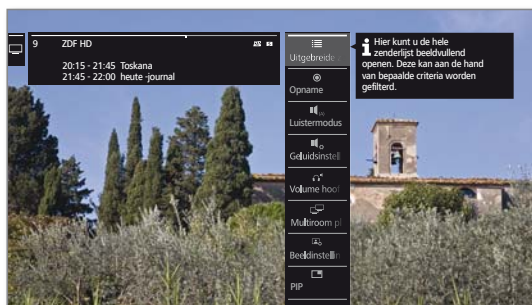 9 ZDF HD
20:15 - 21:45 Toskana
21:45 - 22:00 heute -journal
Uitgebreide
Opname
Luistermodus
Geluidsinstell
Volume hoof
Multiroom pl
Beeldinstellin
PIP
Hier kunt u de hele
zenderlijst beeldvullend
openen. Deze kan aan de hand
van bepaalde criteria worden
gefilterd.